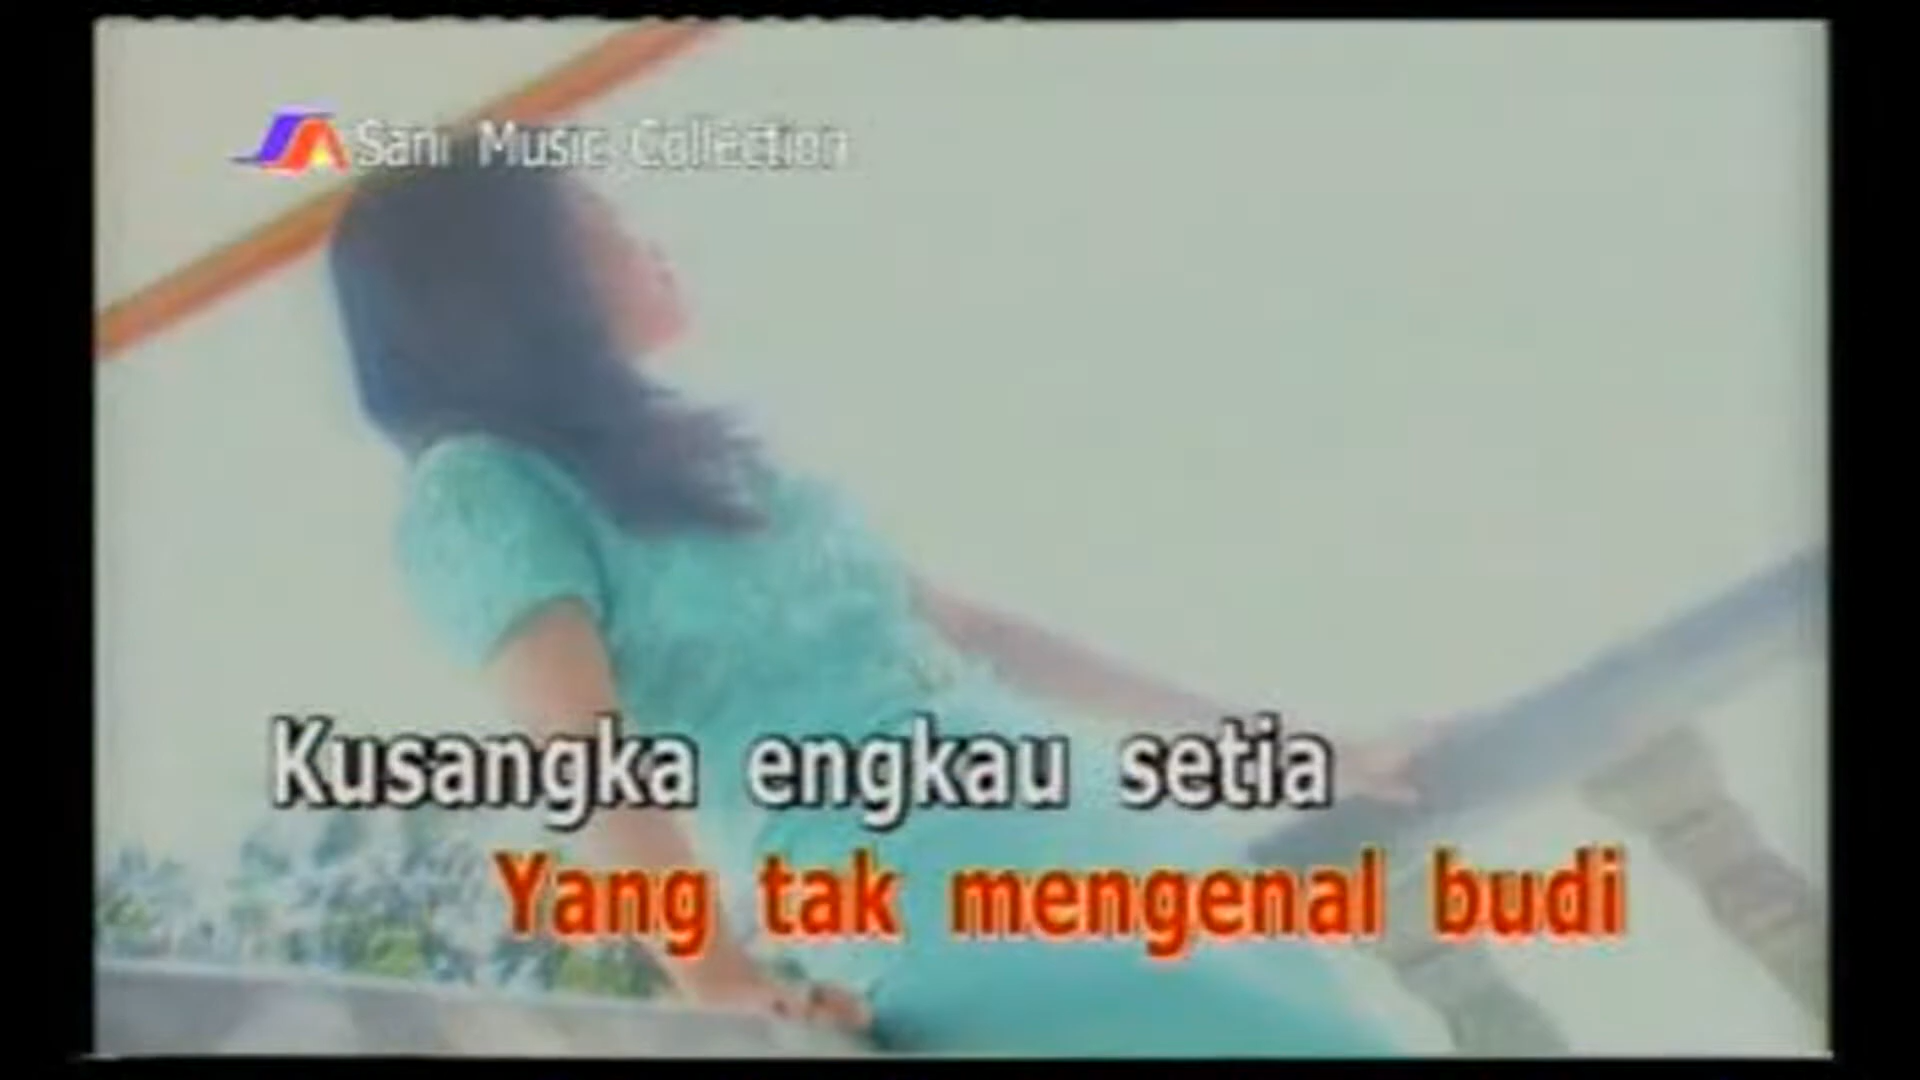 Sani Music Collection
Kusangka engkau setia
Yang tak mengenal budi